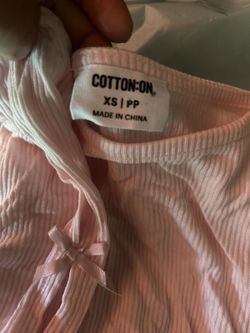 COTTON:ON.
XS | PP
MADE IN CHINA